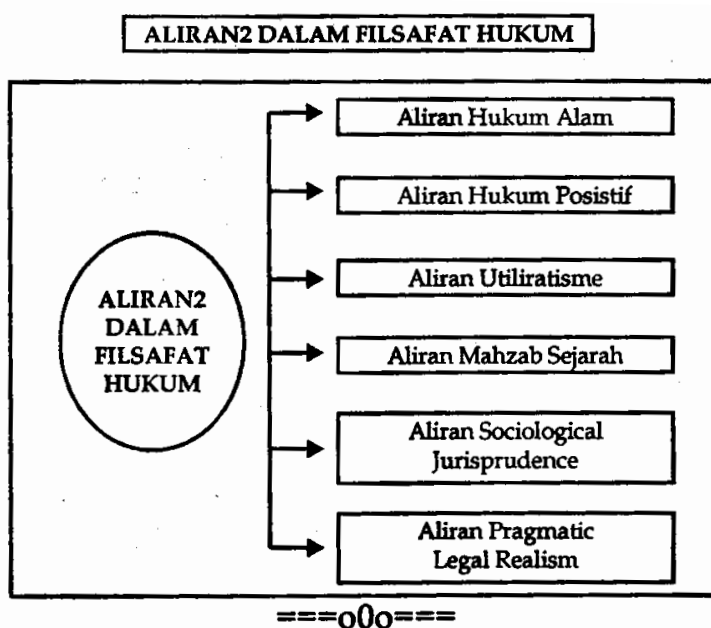 ALIRAN2 DALAM FILSAFAT HUKUM
ALIRAN2
DALAM
FILSAFAT
HUKUM
Aliran Hukum Alam
Aliran Hukum Posistif
Aliran Utiliratisme
Aliran Mahzab Sejarah
Aliran Sociological
Jurisprudence
Aliran Pragmatic
Legal Realism
===o0o===